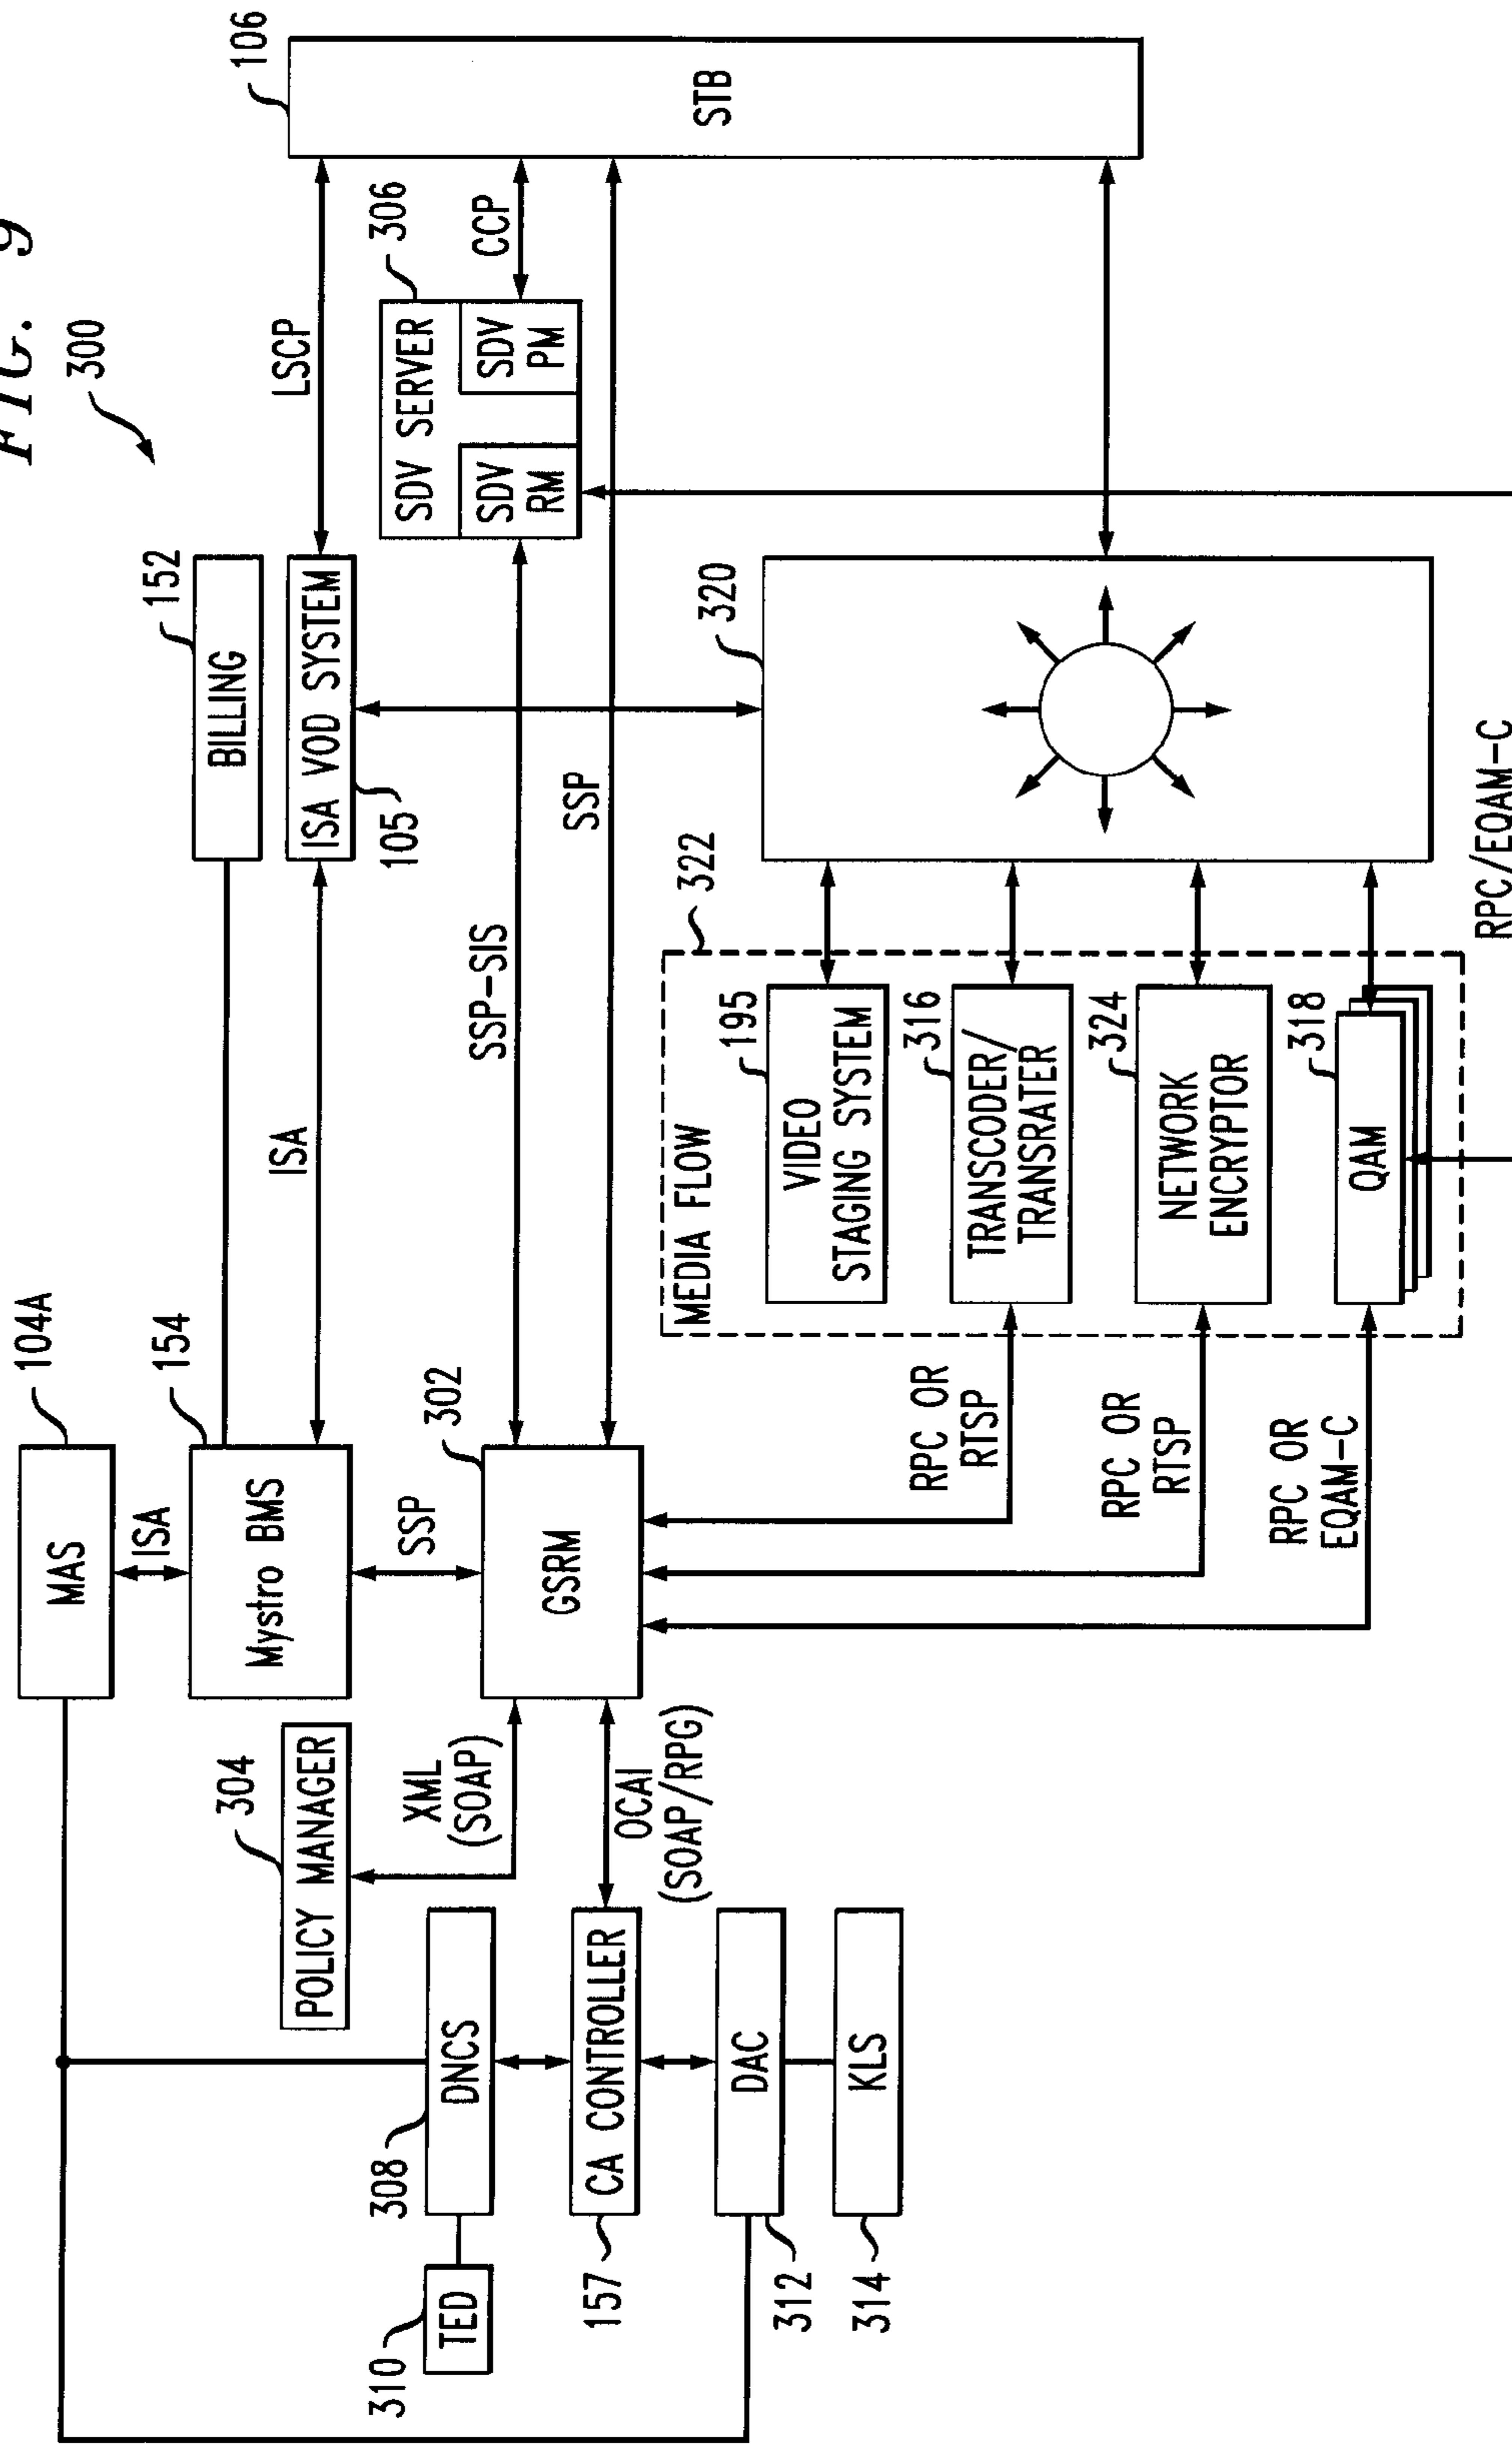 FIG. 9
300
MAS
104A
ISA
Mystro BMS
154
BILLING
152
ISA
ISA VOD SYSTEM
105
LSCP
STB
106
POLICY MANAGER
304
XML
(SOAP)
SSP
GSRM
302
SSP-SIS
SSP
SDV SERVER
SDV
RM
SDV
PM
306
CCP
TED
310
DNCS
308
CA CONTROLLER
157
OCAI
(SOAP/RPG)
DAC
312
KLS
314
MEDIA FLOW
322
VIDEO
STAGING SYSTEM
195
TRANSCODER/
TRANSRATER
316
NETWORK
ENCRYPTOR
324
QAM
318
320
RPC OR
RTSP
RPC OR
RTSP
RPC OR
EQAM-C
RPC/EQAM-C